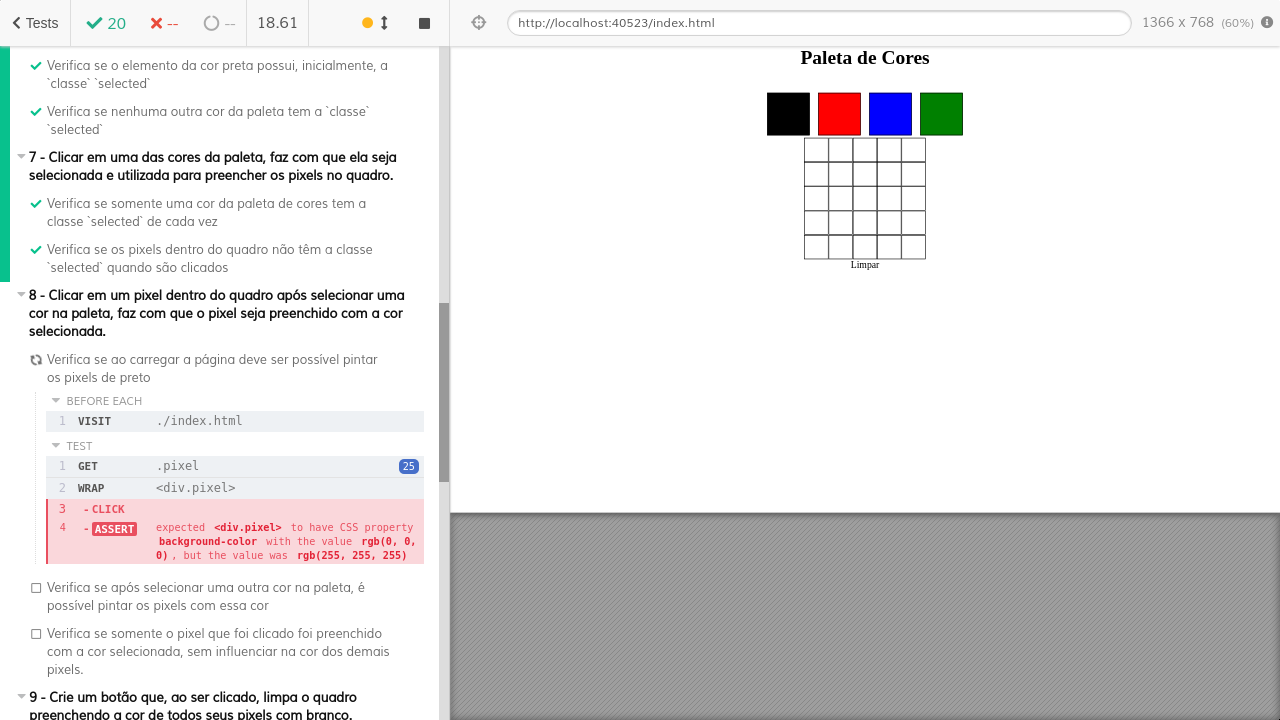 Tests
20
--
--
18.61
http://localhost:40523/index.html
1366 x 768 (60%)
Verifica se o elemento da cor preta possui, inicialmente, a
`classe` `selected`
Verifica se nenhuma outra cor da paleta tem a `classe`
`selected`
7 - Clicar em uma das cores da paleta, faz com que ela seja
selecionada e utilizada para preencher os pixels no quadro.
Verifica se somente uma cor da paleta de cores tem a
classe `selected` de cada vez
Verifica se os pixels dentro do quadro não têm a classe
`selected` quando são clicados
8 - Clicar em um pixel dentro do quadro após selecionar uma
cor na paleta, faz com que o pixel seja preenchido com a cor
selecionada.
Verifica se ao carregar a página deve ser possível pintar
os pixels de preto
BEFORE EACH
1 VISIT ./index.html
TEST
1 GET .pixel 25
2 WRAP <div.pixel>
3 - CLICK
4 - ASSERT expected <div.pixel> to have CSS property
background-color with the value rgb(0, 0,
0), but the value was rgb(255, 255, 255)
Verifica se após selecionar uma outra cor na paleta, é
possível pintar os pixels com essa cor
Verifica se somente o pixel que foi clicado foi preenchido
com a cor selecionada, sem influenciar na cor dos demais
pixels.
9 - Crie um botão que, ao ser clicado, limpa o quadro
preenchendo a cor de todos seus pixels com branco.
Paleta de Cores
Limpar